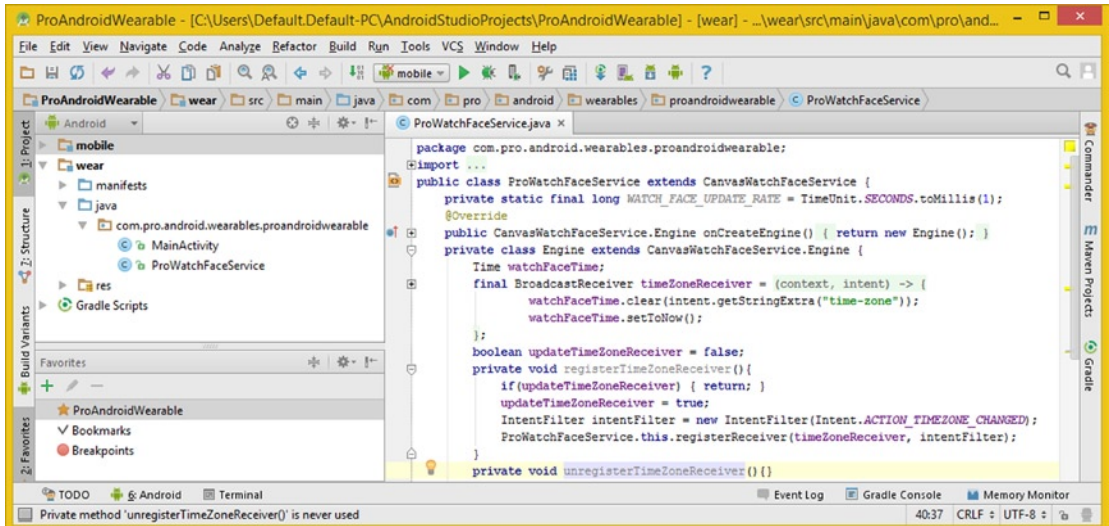 ProAndroidWearable - [C:\Users\Default.Default-PC\AndroidStudioProjects\ProAndroidWearable] - [wear] - ...\wear\src\main\java\com\pro\and...
File Edit View Navigate Code Analyze Refactor Build Run Tools VCS Window Help
mobile
ProAndroidWearable wear src main java com pro android wearables proandroidwearable ProWatchFaceService
Android
ProWatchFaceService.java
1: Project
Z: Structure
Build Variants
2: Favorites
mobile
wear
manifests
java
com.pro.android.wearables.proandroidwearable
MainActivity
ProWatchFaceService
res
Gradle Scripts
Favorites
ProAndroidWearable
Bookmarks
Breakpoints
package com.pro.android.wearables.proandroidwearable;
import ...
public class ProWatchFaceService extends CanvasWatchFaceService {
private static final long WATCH_FACE_UPDATE_RATE = TimeUnit.SECONDS.toMillis(1);
@Override
public CanvasWatchFaceService.Engine onCreateEngine() { return new Engine(); }
private class Engine extends CanvasWatchFaceService.Engine {
Time watchFaceTime;
final BroadcastReceiver timeZoneReceiver = (context, intent) -> {
watchFaceTime.clear(intent.getStringExtra("time-zone"));
watchFaceTime.setToNow();
};
boolean updateTimeZoneReceiver = false;
private void registerTimeZoneReceiver(){
if(updateTimeZoneReceiver) { return; }
updateTimeZoneReceiver = true;
IntentFilter intentFilter = new IntentFilter(Intent.ACTION_TIMEZONE_CHANGED);
ProWatchFaceService.this.registerReceiver(timeZoneReceiver, intentFilter);
}
private void unregisterTimeZoneReceiver(){}
Commander
Maven Projects
Gradle
TODO 6: Android Terminal Event Log Gradle Console Memory Monitor
Private method 'unregisterTimeZoneReceiver()' is never used 40:37 CRLF UTF-8